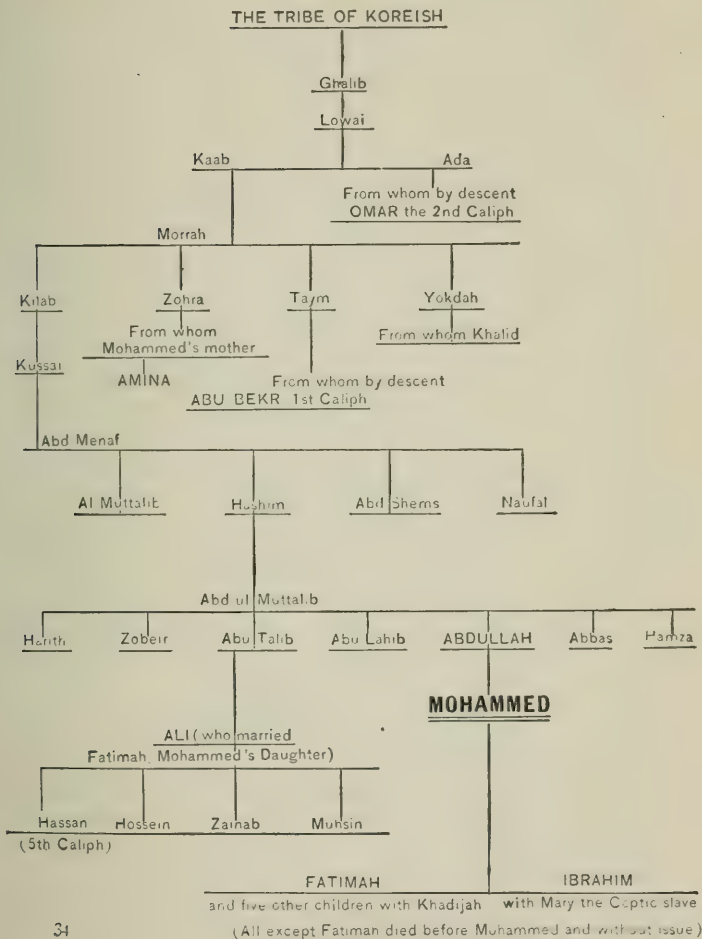 THE TRIBE OF KOREISH
Ghalib
Lowai
Kaab Ada
From whom by descent
OMAR the 2nd Caliph
Morrah
Kilab Zohra Taym Yokdah
From whom
Mohammed's mother
From whom Khalid
Kussai
AMINA
From whom by descent
ABU BEKR 1st Caliph
Abd Menaf
Al Muttalib Hashim Abd Shems Naufal
Abd ul Muttalib
Harith Zobeir Abu Talib Abu Lahib ABDULLAH Abbas Hamza
MOHAMMED
ALI (who married
Fatimah, Mohammed's Daughter)
Hassan Hossein Zainab Muhsin
(5th Caliph)
FATIMAH IBRAHIM
and five other children with Khadijah with Mary the Coptic slave
34 (All except Fatimah died before Mohammed and without issue)